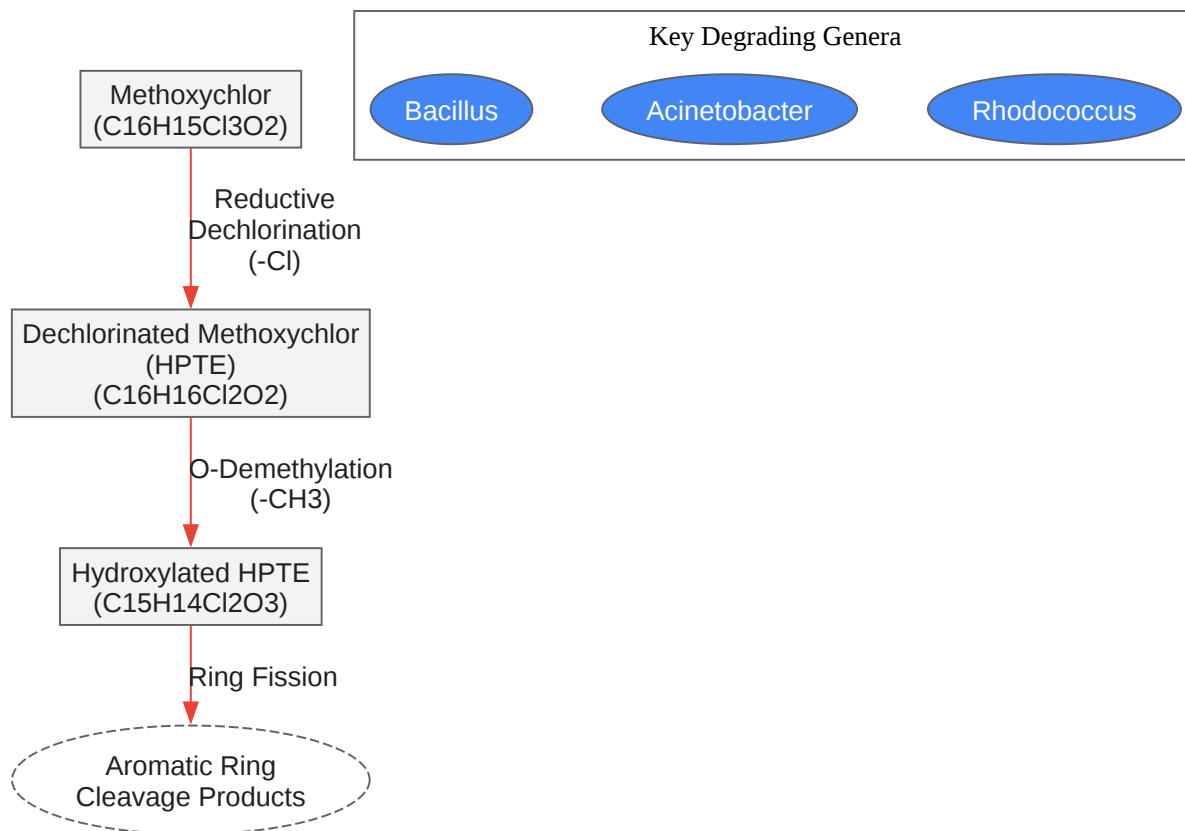 Key Degrading Genera
Bacillus
Acinetobacter
Rhodococcus
Methoxychlor
(C16H15Cl3O2)
Reductive
Dechlorination
(-Cl)
Dechlorinated Methoxychlor
(HPTE)
(C16H16Cl2O2)
O-Demethylation
(-CH3)
Hydroxylated HPTE
(C15H14Cl2O3)
Ring Fission
Aromatic Ring
Cleavage Products